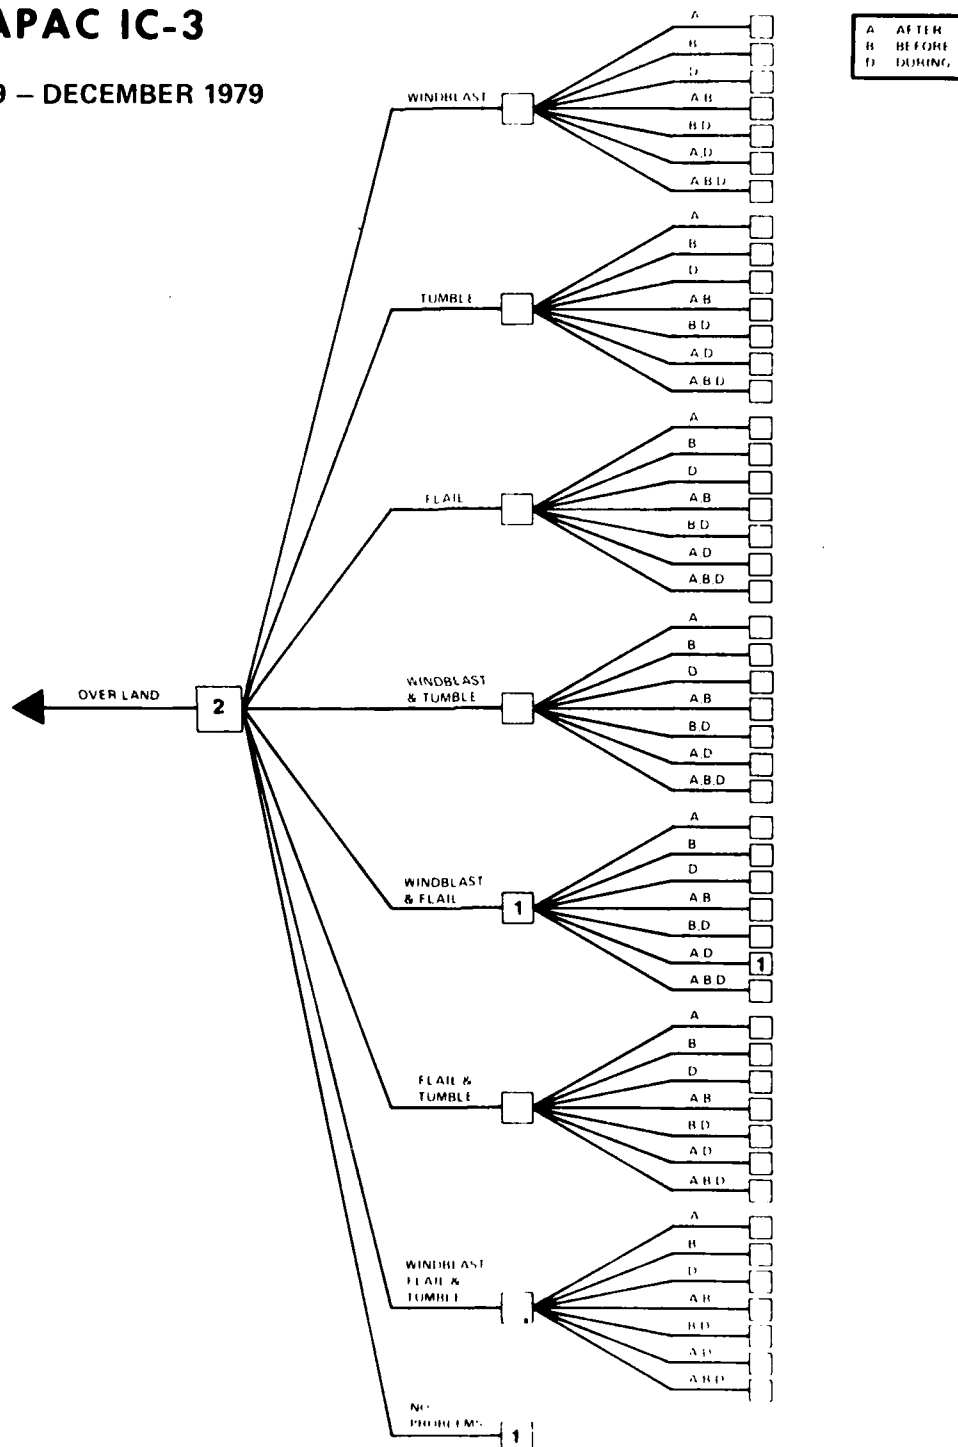 APAC IC-3
9 – DECEMBER 1979
A AFTER
B BEFORE
D DURING
WINDBLAST
A
B
D
A,B
B,D
A,D
A,B,D
TUMBLE
A
B
D
A,B
B,D
A,D
A,B,D
FLAIL
A
B
D
A,B
B,D
A,D
A,B,D
OVER LAND
2
WINDBLAST
& TUMBLE
A
B
D
A,B
B,D
A,D
A,B,D
WINDBLAST
& FLAIL
1
A
B
D
A,B
B,D
A,D
1
A,B,D
FLAIL &
TUMBLE
A
B
D
A,B
B,D
A,D
A,B,D
WINDBLAST
FLAIL &
TUMBLE
A
B
D
A,B
B,D
A,D
A,B,D
NO
PROBLEMS
1